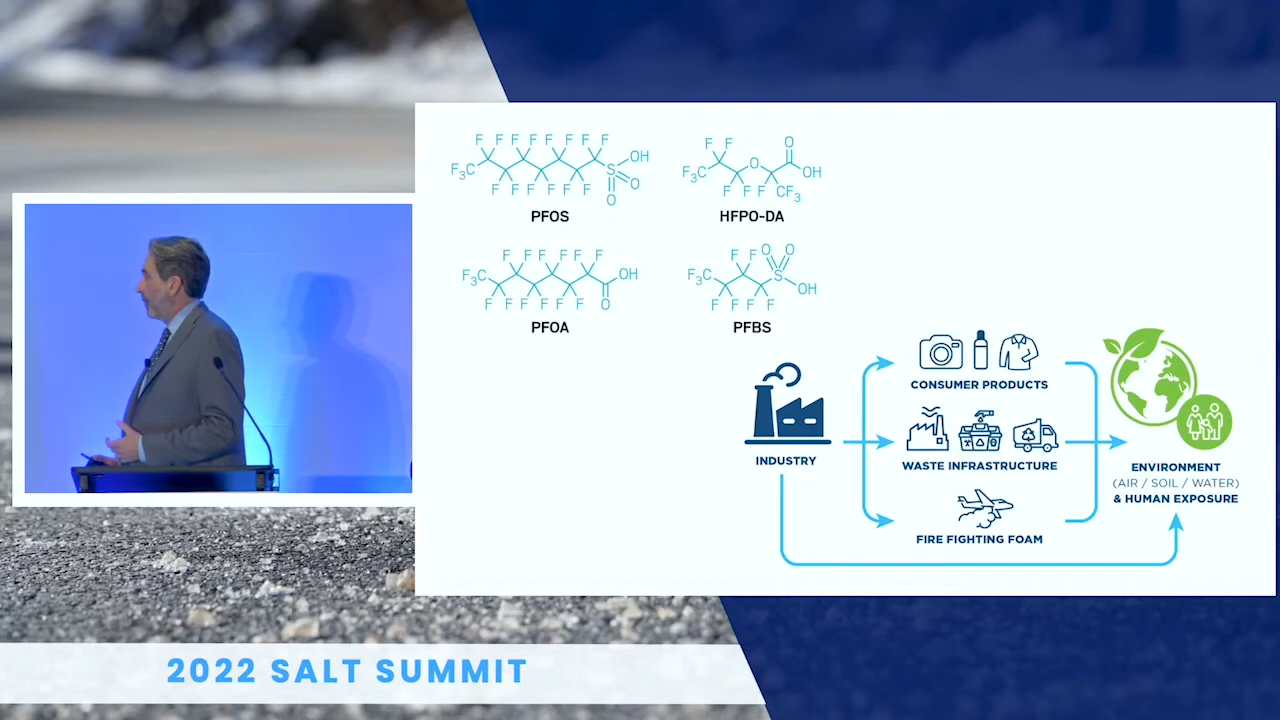 F F F F F F F
F₃C
OH
S
O
F F F F F F
O
PFOS
F F
O
F₃C
O
OH
F F F CF₃
HFPO-DA
F F F F F F
F₃C
OH
F F F F F F F
O
PFOA
O O
F F
F₃C
S
OH
F F F F
PFBS
INDUSTRY
CONSUMER PRODUCTS
WASTE INFRASTRUCTURE
FIRE FIGHTING FOAM
ENVIRONMENT
(AIR / SOIL / WATER)
& HUMAN EXPOSURE
2022 SALT SUMMIT